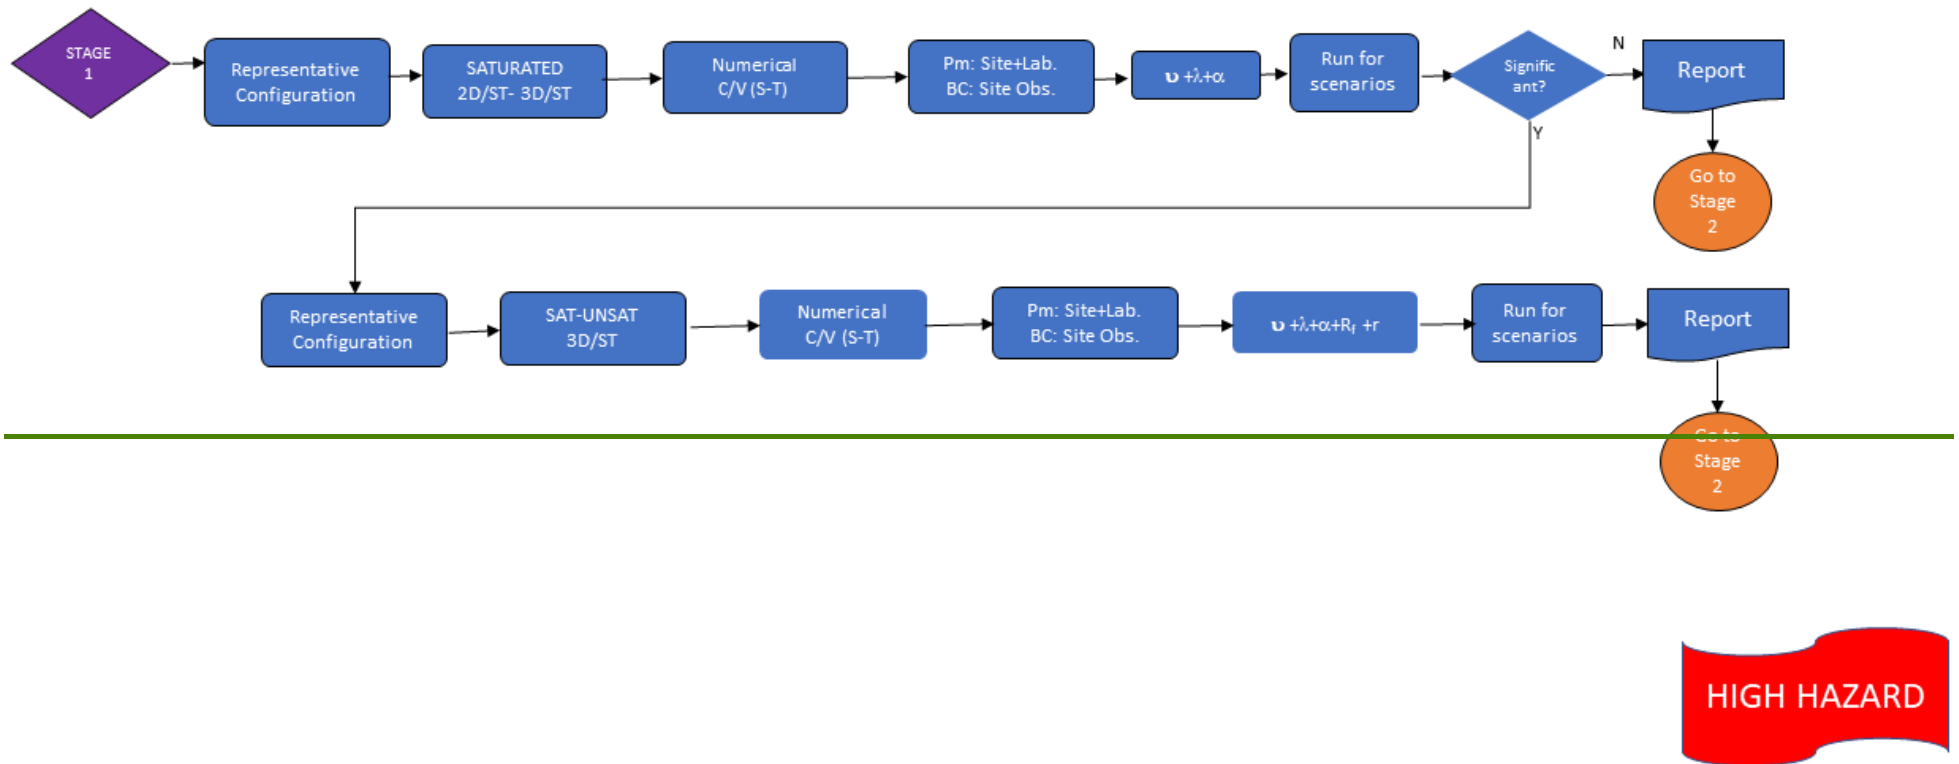 STAGE
1
Representative
Configuration
SATURATED
2D/ST- 3D/ST
Numerical
C/V (S-T)
Pm: Site+Lab.
BC: Site Obs.
υ +λ+α
Run for
scenarios
Signific
ant?
N
Report
Y
Go to
Stage
2
Representative
Configuration
SAT-UNSAT
3D/ST
Numerical
C/V (S-T)
Pm: Site+Lab.
BC: Site Obs.
υ +λ+α+Rf +r
Run for
scenarios
Report
Go to
Stage
2
HIGH HAZARD